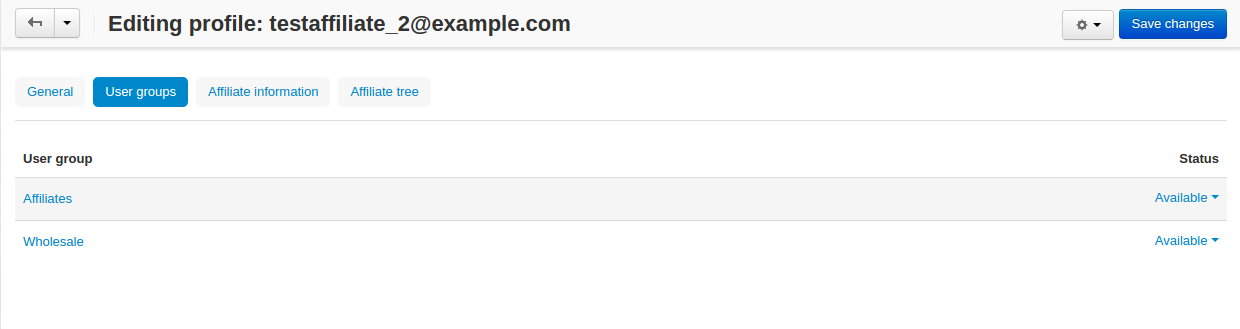 Editing profile: testaffiliate_2@example.com
Save changes
General User groups Affiliate information Affiliate tree
User group Status
Affiliates Available
Wholesale Available